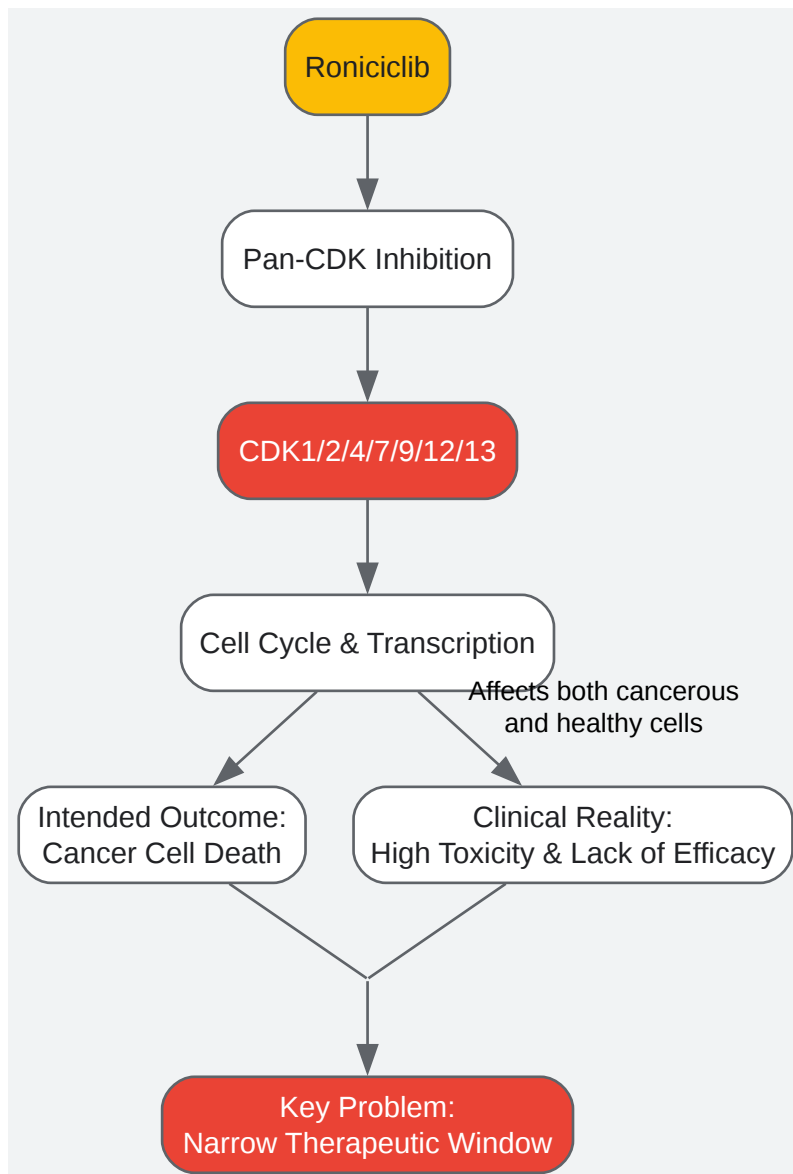 Roniciclib
Pan-CDK Inhibition
CDK1/2/4/7/9/12/13
Cell Cycle & Transcription
Affects both cancerous
and healthy cells
Intended Outcome:
Cancer Cell Death
Clinical Reality:
High Toxicity & Lack of Efficacy
Key Problem:
Narrow Therapeutic Window